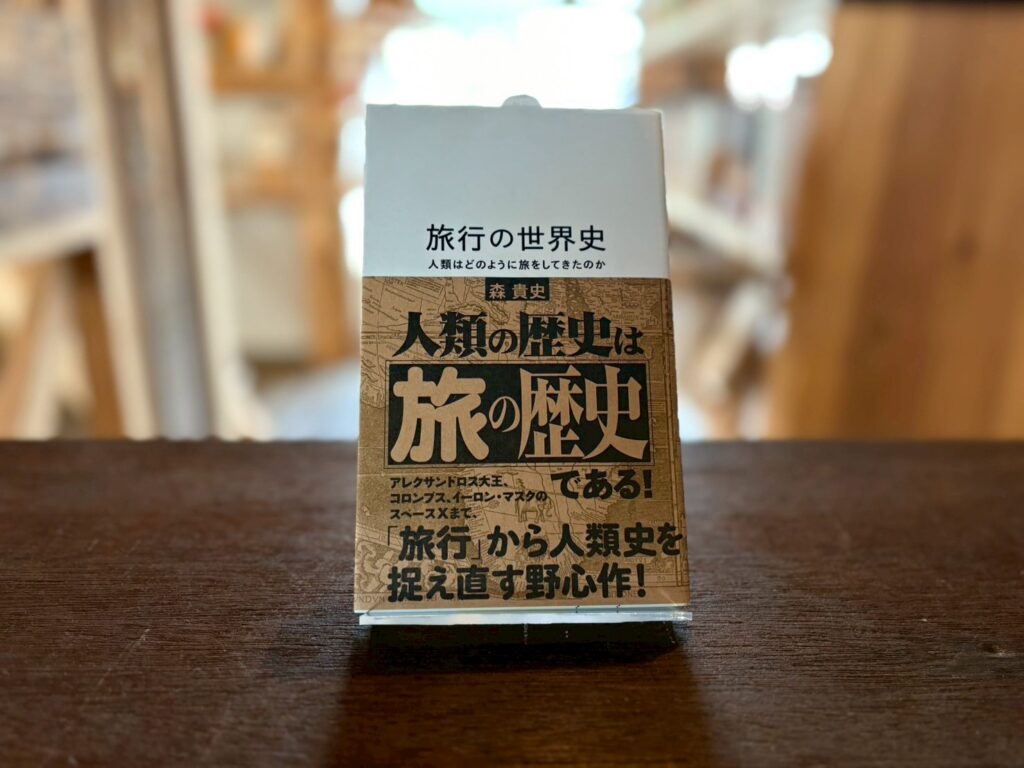 旅行の世界史
人類はどのように旅をしてきたのか
森 貴史
人類の歴史は
旅の歴史
である!
アレクサンドロス大王、
コロンブス、イーロン・マスクの
スペースXまで、
「旅行」から人類史を
捉え直す野心作!